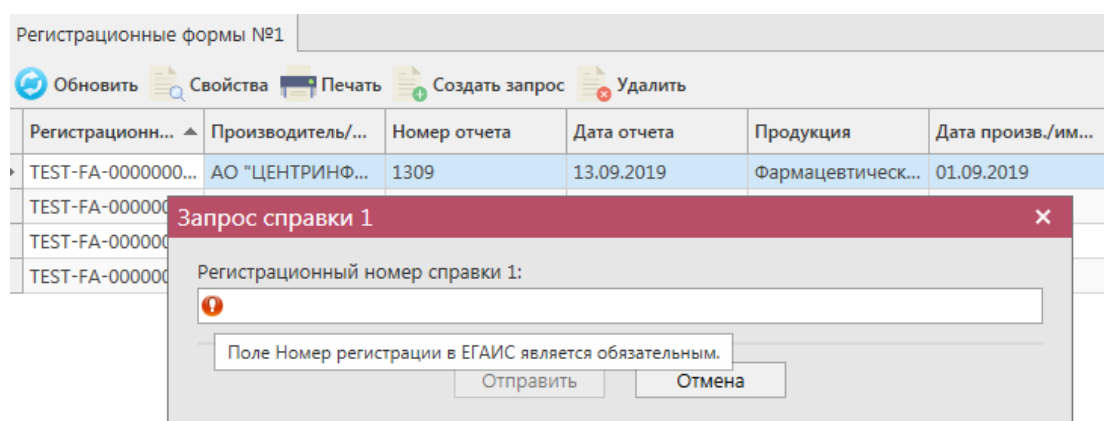 Регистрационные формы №1
Обновить Свойства Печать Создать запрос Удалить
Регистрационн... Производитель/... Номер отчета Дата отчета Продукция Дата произв./им...
TEST-FA-0000000... АО "ЦЕНТРИНФ... 1309 13.09.2019 Фармацевтическ... 01.09.2019
TEST-FA-000000
Запрос справки 1
TEST-FA-000000
TEST-FA-000000
Регистрационный номер справки 1:
Поле Номер регистрации в ЕГАИС является обязательным.
Отправить Отмена